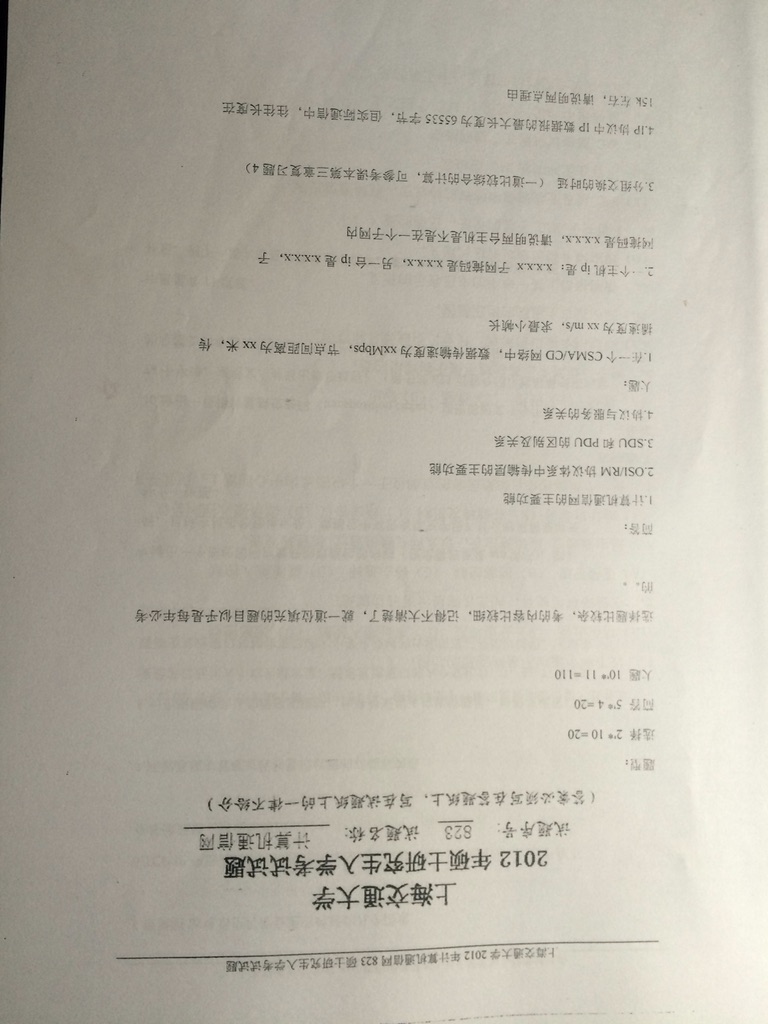 上海交通大学 2012 年计算机通信网 823 硕士研究生入学考试试题
上海交通大学
2012 年硕士研究生入学考试试题
试题序号: 823 试题名称: 计算机通信网
（答案必须写在答题纸上，写在试题纸上的一律不给分）
题型：
选择 2'* 10 =20
简答 5'* 4 =20
大题 10'* 11 =110
选择题比较杂，考的内容比较细，记得不大清楚了，就一道位填充的题目似乎是每年必考
的。。
简答：
1.计算机通信网的主要功能
2.OSI/RM 协议体系中传输层的主要功能
3.SDU 和 PDU 的区别及关系
4.协议与服务的关系
大题：
1.在一个 CSMA/CD 网络中，数据传输速度为 xxMbps，节点间距离为 xx 米，传
播速度为 xx m/s，求最小帧长
2.一个主机 ip 是：x.x.x.x 子网掩码是 x.x.x.x，另一台 ip 是 x.x.x.x，子
网掩码是 x.x.x.x，请说明两台主机是不是在一个子网内
3.分组交换的时延 （一道比较综合的计算，可参考课本第三章复习题 4）
4.IP 协议中 IP 数据报的最大长度为 65535 字节，但实际通信中，往往长度在
15k 左右，请说明两点理由